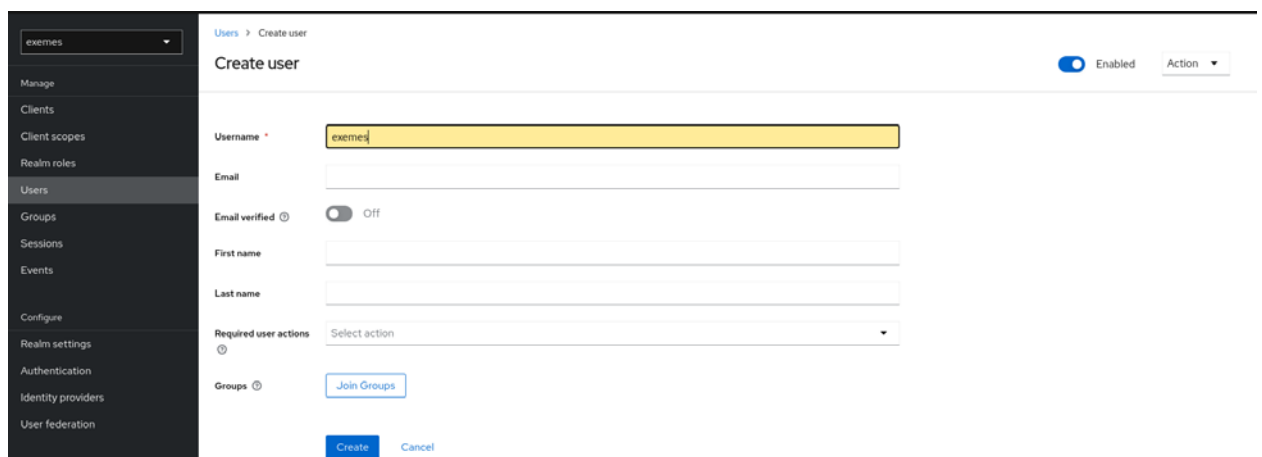 exemes
Manage
Clients
Client scopes
Realm roles
Users
Groups
Sessions
Events
Configure
Realm settings
Authentication
Identity providers
User federation
Users > Create user
Create user
Enabled
Action
Username *
exemes
Email
Email verified
Off
First name
Last name
Required user actions
Select action
Groups
Join Groups
Create
Cancel